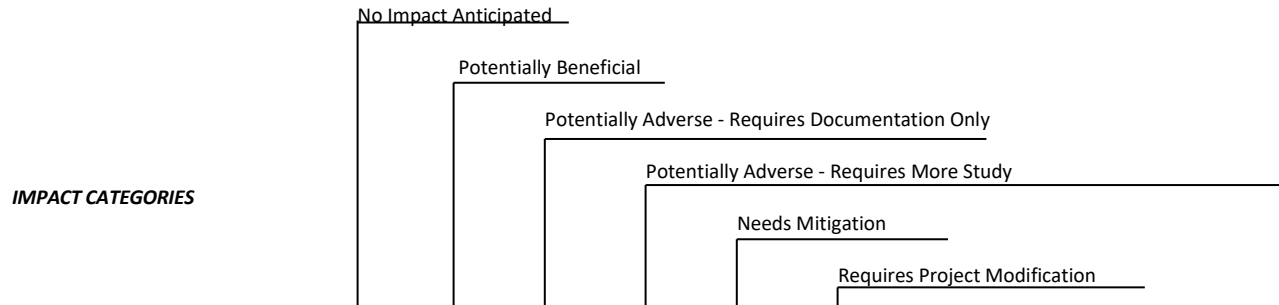 No Impact Anticipated
Potentially Beneficial
Potentially Adverse - Requires Documentation Only
Potentially Adverse - Requires More Study
IMPACT CATEGORIES
Needs Mitigation
Requires Project Modification